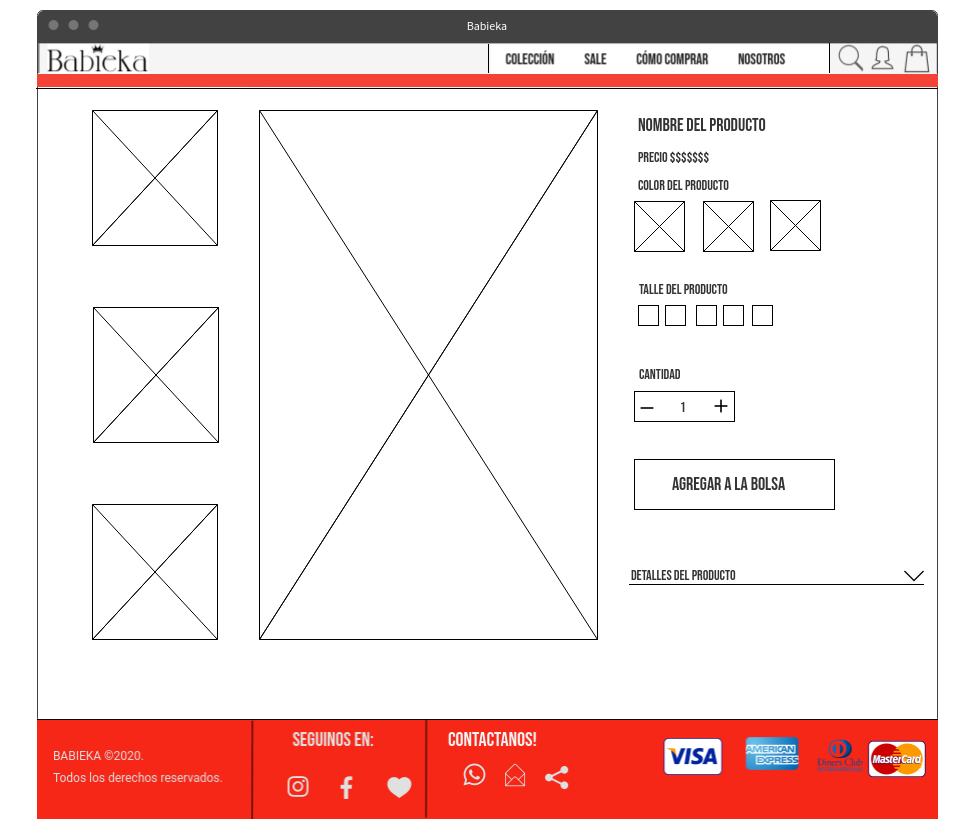 Babieka
Babieka
COLECCIÓN SALE CÓMO COMPRAR NOSOTROS
NOMBRE DEL PRODUCTO
PRECIO $$$$$$$
COLOR DEL PRODUCTO
TALLE DEL PRODUCTO
CANTIDAD
1
AGREGAR A LA BOLSA
DETALLES DEL PRODUCTO
BABIEKA ©2020.
Todos los derechos reservados.
SEGUINOS EN:
CONTACTANOS!
VISA
AMERICAN
EXPRESS
Diners Club
MasterCard